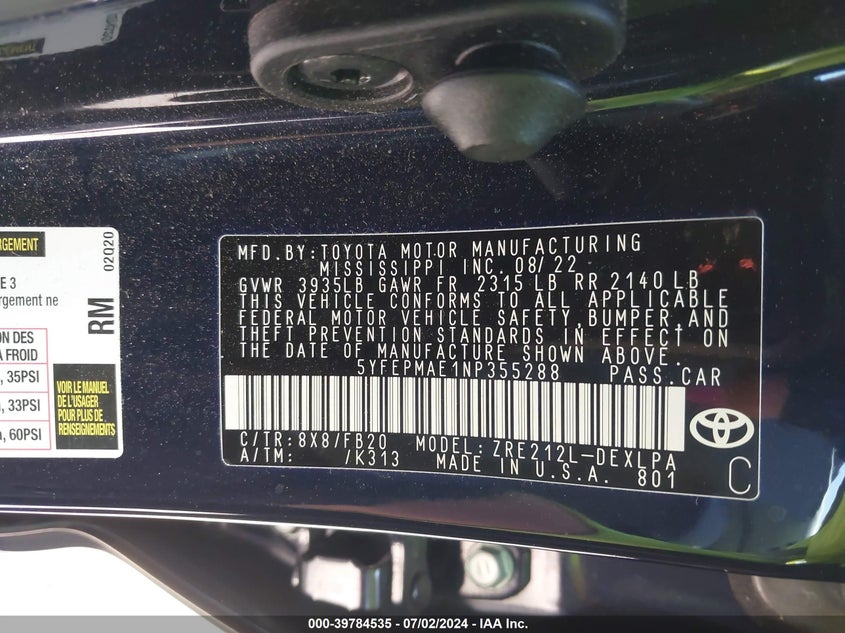 RGEMENT
E 3
ergement ne
ON DES
A FROID
, 35PSI
a, 33PSI
a, 60PSI
VOIR LE MANUEL
DE L'USAGER
POUR PLUS DE
RENSEIGNEMENTS
RM
02Q20
MFD.BY:TOYOTA MOTOR MANUFACTURING
MISSISSIPPI INC. 08/22
GVWR 3935LB GAWR FR 2315 LB RR 2140 LB
THIS VEHICLE CONFORMS TO ALL APPLICABLE
FEDERAL MOTOR VEHICLE SAFETY, BUMPER, AND
THEFT PREVENTION STANDARDS IN EFFECT ON
THE DATE OF MANUFACTURE SHOWN ABOVE.
5YFEPMAE1NP355288 PASS.CAR
C/TR:8X8/FB20 MODEL:ZRE212L-DEXLPA
A/TM: /K313 MADE IN U.S.A. 801
C
000-39784535 - 07/02/2024 - IAA Inc.